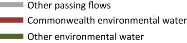 Other passing flows
Commonwealth environmental water
Other environmental water